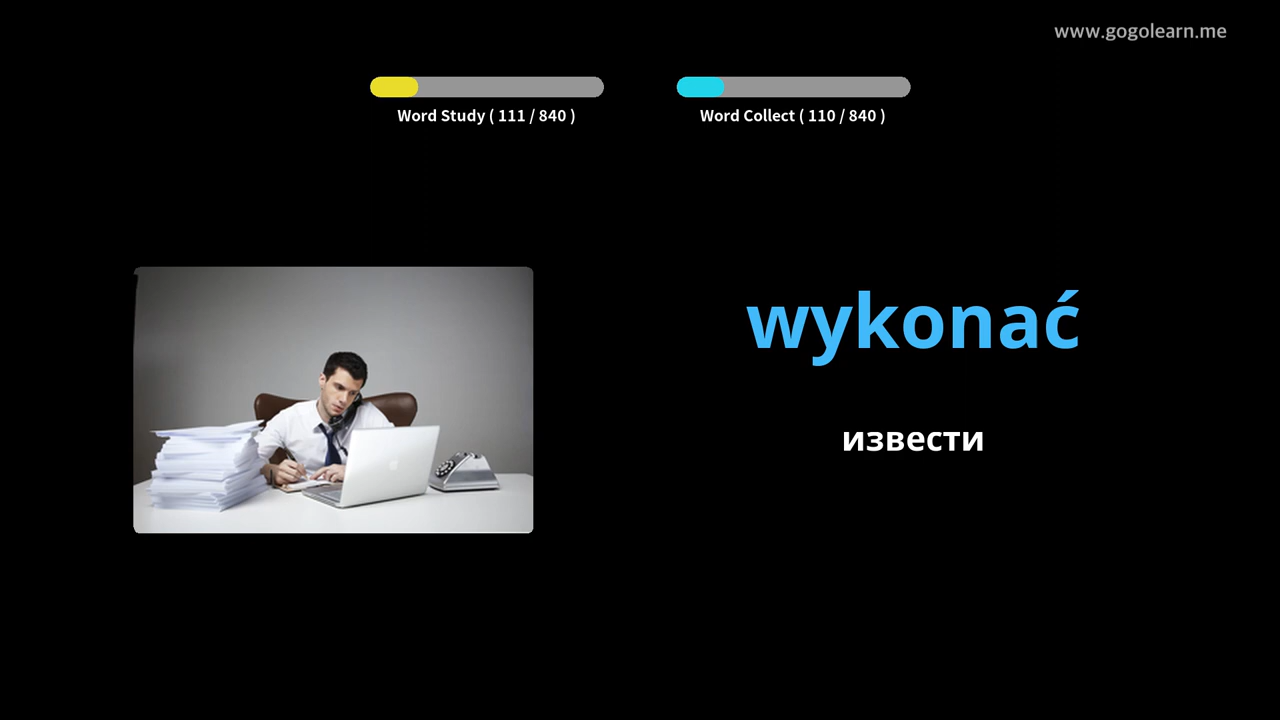 www.gogolearn.me
Word Study ( 111 / 840 )
Word Collect ( 110 / 840 )
wykonać
извести